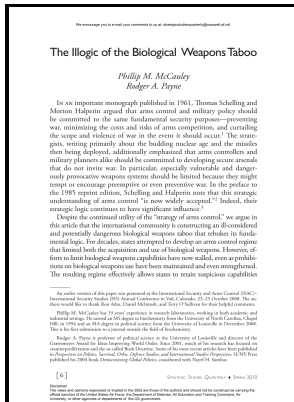 We encourage you to e-mail your comments to us at: strategicstudiesquarterly@maxwell.af.mil.
The Illogic of the Biological Weapons Taboo
Phillip M. McCauley
Rodger A. Payne
In an important monograph published in 1961, Thomas Schelling and
Morton Halperin argued that arms control and military policy should
be committed to the same fundamental security purposes—preventing
war, minimizing the costs and risks of arms competition, and curtailing
the scope and violence of war in the event it should occur.1 The strate-
gists, writing primarily about the budding nuclear age and the missiles
then being deployed, additionally emphasized that arms controllers and
military planners alike should be committed to developing secure arsenals
that do not invite war. In particular, especially vulnerable and danger-
ously provocative weapons systems should be limited because they might
tempt or encourage preemptive or even preventive war. In the preface to
the 1985 reprint edition, Schelling and Halperin note that this strategic
understanding of arms control “is now widely accepted.”2 Indeed, their
strategic logic continues to have significant influence.3
Despite the continued utility of the “strategy of arms control,” we argue in
this article that the international community is constructing an ill-considered
and potentially dangerous biological weapons taboo that rebukes its funda-
mental logic. For decades, states attempted to develop an arms control regime
that limited both the acquisition and use of biological weapons. However, ef-
forts to limit biological weapons capabilities have now stalled, even as prohibi-
tions on biological weapons use have been maintained and even strengthened.
The resulting regime effectively allows states to retain suspicious capabilities
An earlier version of this paper was presented at the International Security and Arms Control (ISAC)–
International Security Studies (ISS) Annual Conference in Vail, Colorado, 23–25 October 2008. The au-
thors would like to thank Ben Alva, Daniel McIntosh, and Terry O'Sullivan for their helpful comments.
Phillip M. McCauley has 19 years' experience in research laboratories, working in both academic and
industrial settings. He earned an MS degree in biochemistry from the University of North Carolina, Chapel
Hill, in 1994 and an MA degree in political science from the University of Louisville in December 2008.
This is his first submission to a journal outside the field of biochemistry.
Rodger A. Payne is professor of political science at the University of Louisville and director of the
Grawemeyer Award for Ideas Improving World Order. Since 2001, much of his research has focused on
counterproliferation and the so-called Bush Doctrine. Some of his most recent articles have been published
in Perspectives on Politics, Survival, Orbis, Defense Studies, and International Studies Perspectives. SUNY Press
published his 2004 book Democratizing Global Politics, coauthored with Nayef H. Samhat.
[ 6 ]
Strategic Studies Quarterly ♦ Spring 2010
Disclaimer
The views and opinions expressed or implied in the SSQ are those of the authors and should not be construed as carrying the
official sanction of the United States Air Force, the Department of Defense, Air Education and Training Command, Air
University, or other agencies or departments of the US government.